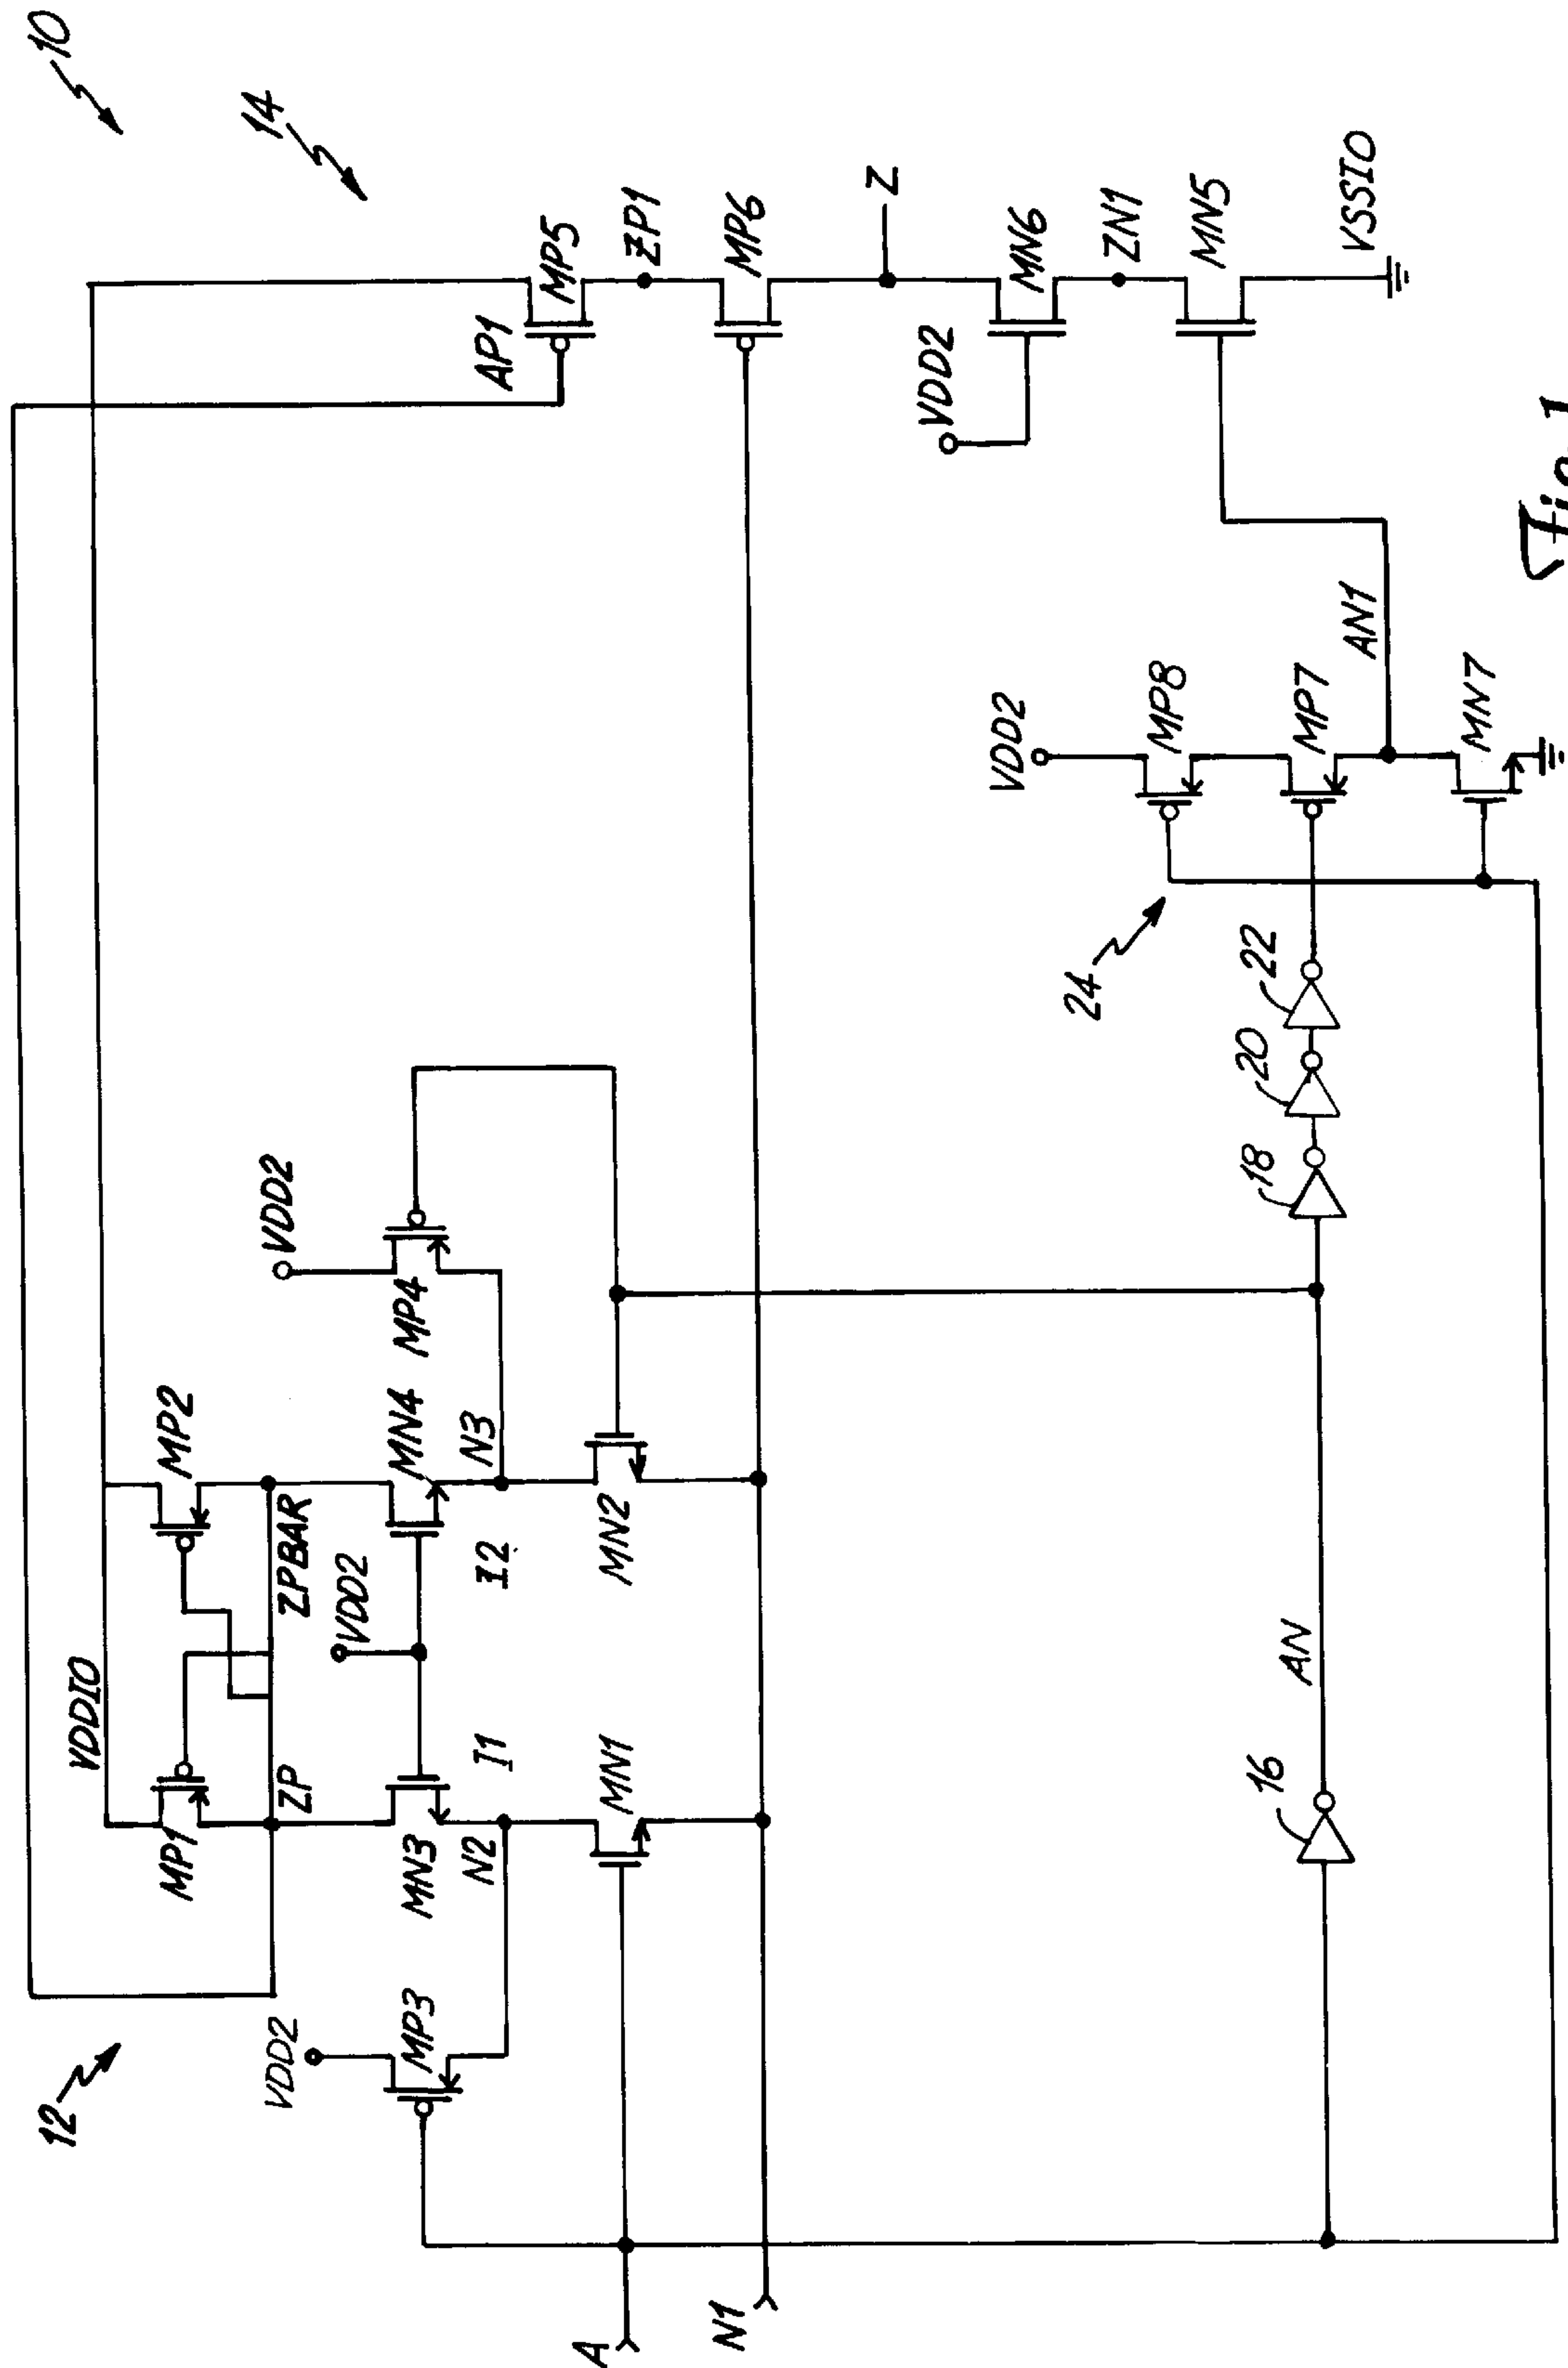 10
14
12
VDDIO
MP1
MP2
ZP
ZPBAR
VDD2
MP3
VDD2
VDD2
MN3
MN4
MP4
N2
I1
I2
N3
MN1
MN2
A
N1
AP1
MP5
ZP1
MP6
Z
VDD2
MN6
ZN1
MN5
VSSIO
16
AN
18
20
22
24
VDD2
MP8
MP7
AN1
MN7
Fig. 1